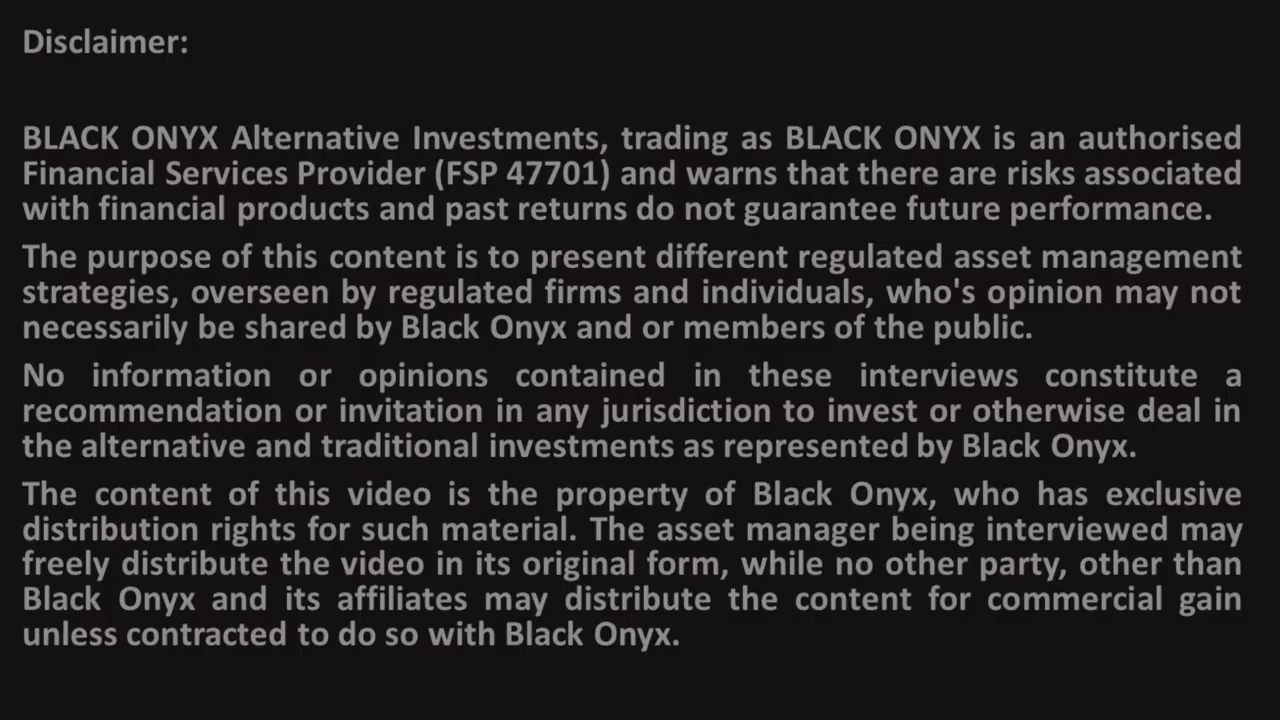 Disclaimer:
BLACK ONYX Alternative Investments, trading as BLACK ONYX is an authorised
Financial Services Provider (FSP 47701) and warns that there are risks associated
with financial products and past returns do not guarantee future performance.
The purpose of this content is to present different regulated asset management
strategies, overseen by regulated firms and individuals, who's opinion may not
necessarily be shared by Black Onyx and or members of the public.
No information or opinions contained in these interviews constitute a
recommendation or invitation in any jurisdiction to invest or otherwise deal in
the alternative and traditional investments as represented by Black Onyx.
The content of this video is the property of Black Onyx, who has exclusive
distribution rights for such material. The asset manager being interviewed may
freely distribute the video in its original form, while no other party, other than
Black Onyx and its affiliates may distribute the content for commercial gain
unless contracted to do so with Black Onyx.